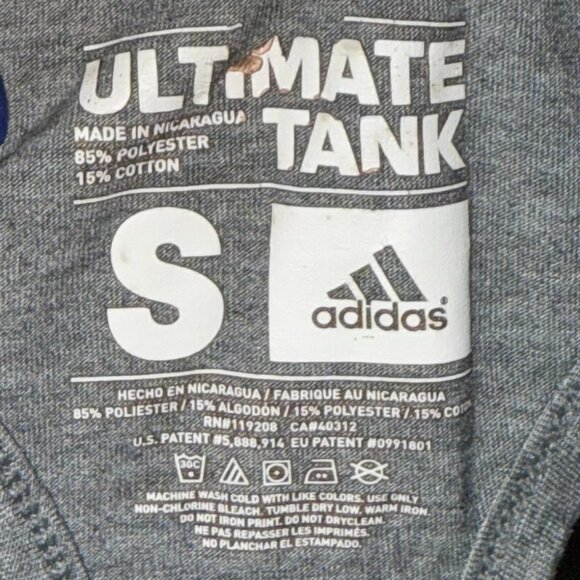 ULTIMATE
TANK
MADE IN NICARAGUA
85% POLYESTER
15% COTTON
S
adidas®
HECHO EN NICARAGUA / FABRIQUE AU NICARAGUA
85% POLIESTER / 15% ALGODÓN / 15% POLYESTER / 15% CO
RN#119208 CA#40312
U.S. PATENT #5,888,914 EU PATENT #0991801
30C
MACHINE WASH COLD WITH LIKE COLORS. USE ONLY
NON-CHLORINE BLEACH. TUMBLE DRY LOW. WARM IRON.
DO NOT IRON PRINT. DO NOT DRYCLEAN.
NE PAS REPASSER LES IMPRIMÉS.
NO PLANCHAR EL ESTAMPADO.